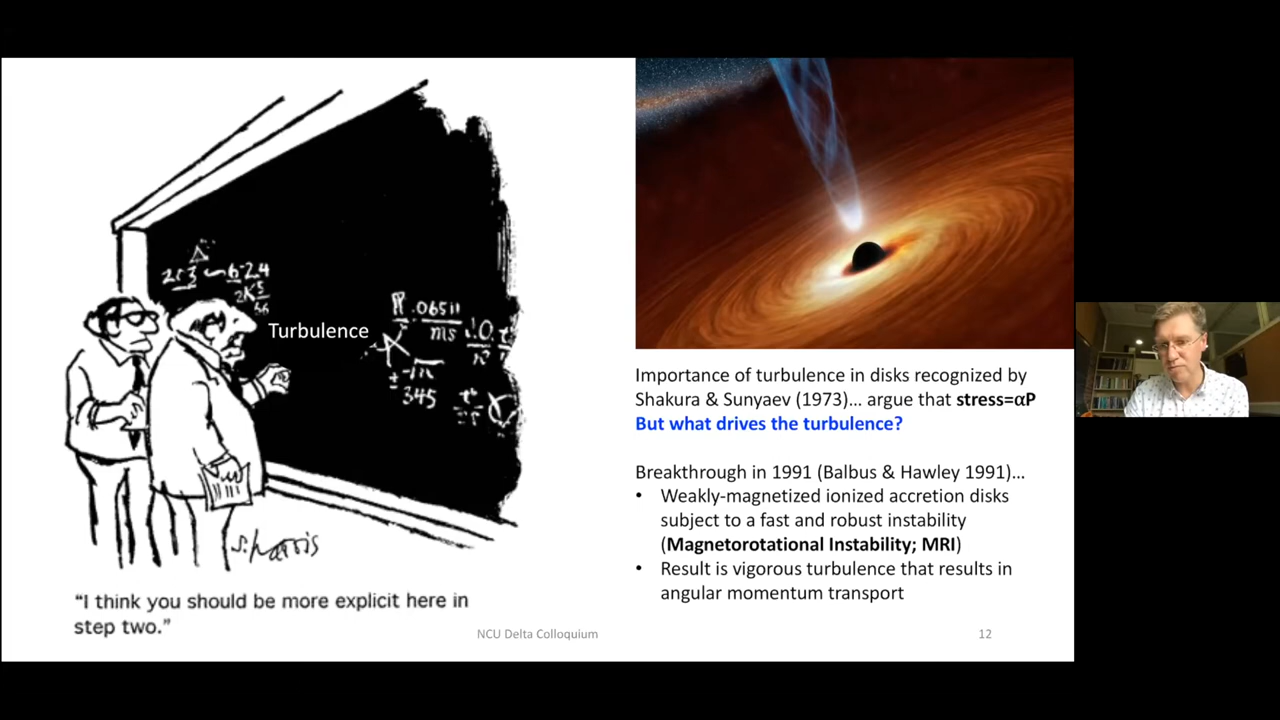 Turbulence
.06511
ms
345
S. Harris
"I think you should be more explicit here in
step two."
Importance of turbulence in disks recognized by
Shakura & Sunyaev (1973)... argue that stress=αP
But what drives the turbulence?
Breakthrough in 1991 (Balbus & Hawley 1991)...
• Weakly-magnetized ionized accretion disks
subject to a fast and robust instability
(Magnetorotational Instability; MRI)
• Result is vigorous turbulence that results in
angular momentum transport
NCU Delta Colloquium
12